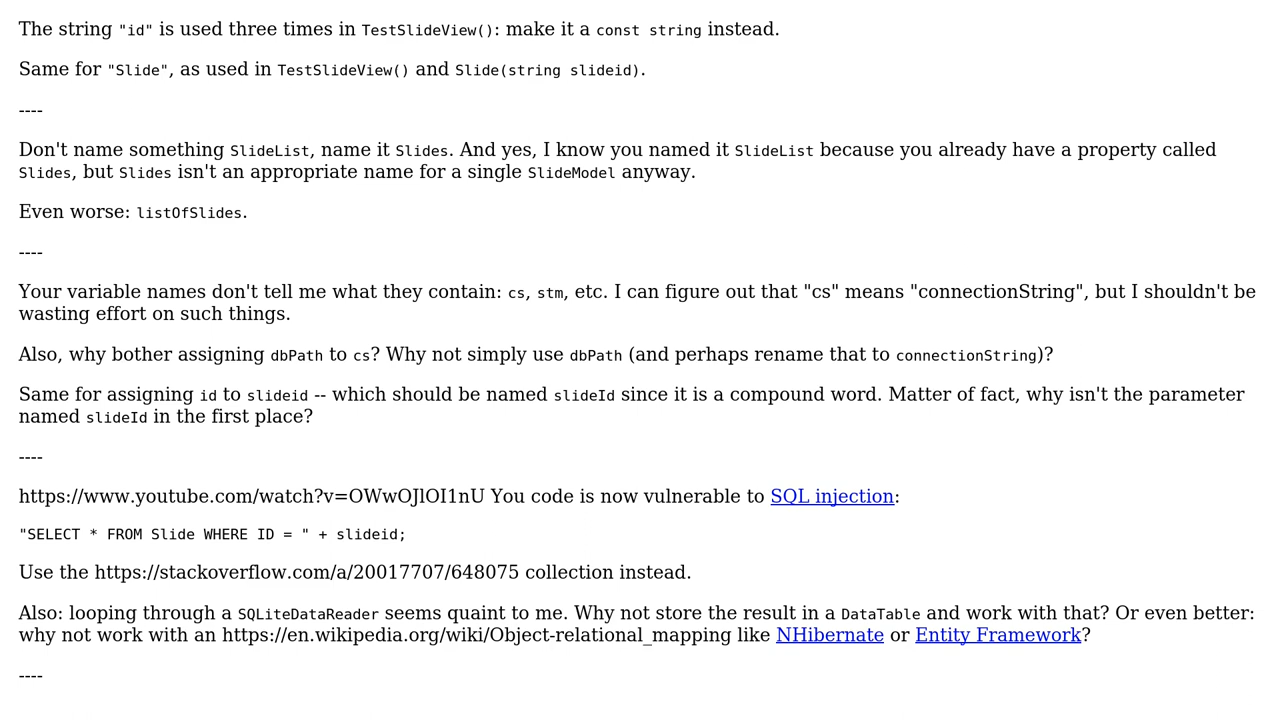 The string "id" is used three times in TestSlideView(): make it a const string instead.
Same for "Slide", as used in TestSlideView() and Slide(string slideid).
----
Don't name something SlideList, name it Slides. And yes, I know you named it SlideList because you already have a property called
Slides, but Slides isn't an appropriate name for a single SlideModel anyway.
Even worse: listOfSlides.
----
Your variable names don't tell me what they contain: cs, stm, etc. I can figure out that "cs" means "connectionString", but I shouldn't be
wasting effort on such things.
Also, why bother assigning dbPath to cs? Why not simply use dbPath (and perhaps rename that to connectionString)?
Same for assigning id to slideid -- which should be named slideId since it is a compound word. Matter of fact, why isn't the parameter
named slideId in the first place?
----
https://www.youtube.com/watch?v=OWwOJlOI1nU You code is now vulnerable to SQL injection:
"SELECT * FROM Slide WHERE ID = " + slideid;
Use the https://stackoverflow.com/a/20017707/648075 collection instead.
Also: looping through a SQLiteDataReader seems quaint to me. Why not store the result in a DataTable and work with that? Or even better:
why not work with an https://en.wikipedia.org/wiki/Object-relational_mapping like NHibernate or Entity Framework?
----